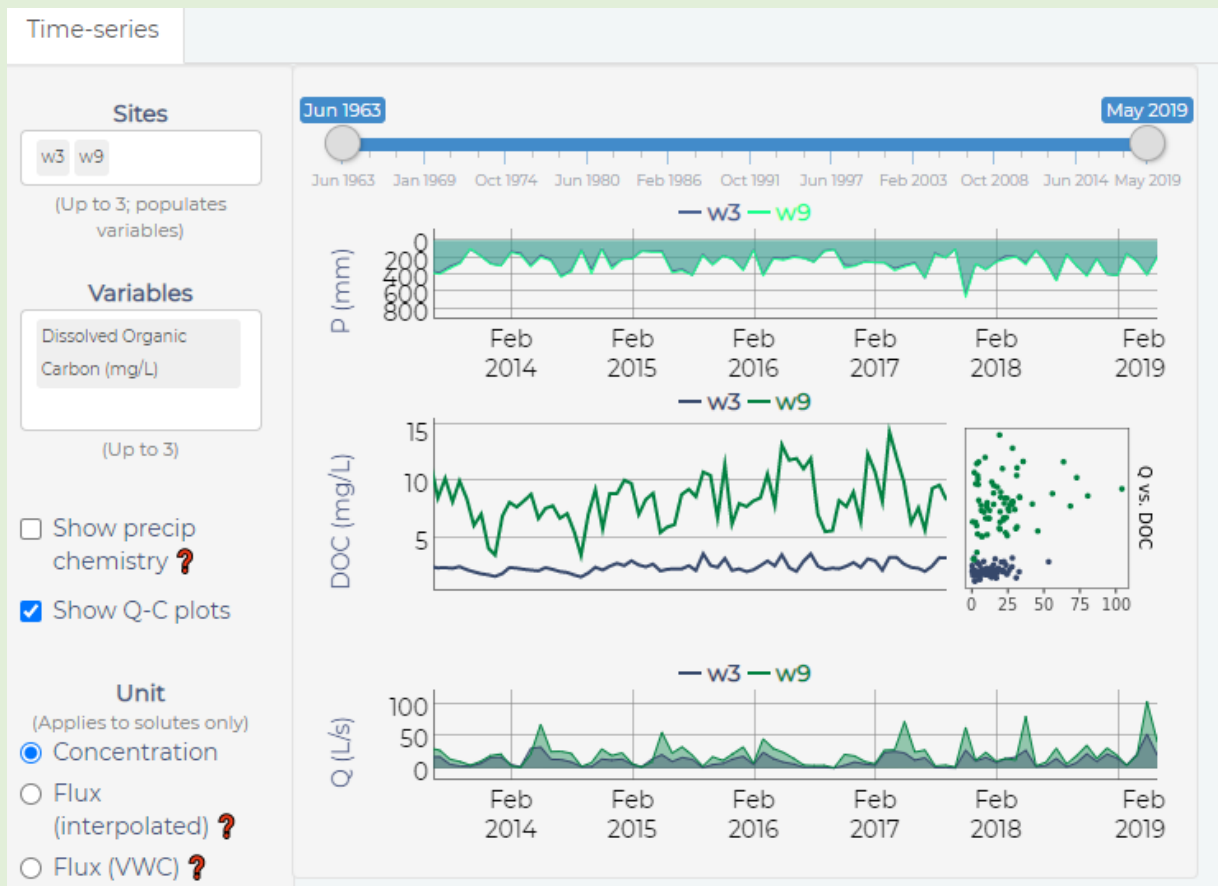 Time-series
Sites
w3 w9
(Up to 3; populates
variables)
Variables
Dissolved Organic
Carbon (mg/L)
(Up to 3)
Show precip
chemistry ?
Show Q-C plots
Unit
(Applies to solutes only)
Concentration
Flux
(interpolated) ?
Flux (VWC) ?
Jun 1963 May 2019
Jun 1963 Jan 1969 Oct 1974 Jun 1980 Feb 1986 Oct 1991 Jun 1997 Feb 2003 Oct 2008 Jun 2014 May 2019
w3 w9
P (mm)
0
200
400
600
800
Feb Feb Feb Feb Feb Feb
2014 2015 2016 2017 2018 2019
w3 w9
DOC (mg/L)
15
10
5
Q vs. DOC
0 25 50 75 100
w3 w9
Q (L/s)
100
50
0
Feb Feb Feb Feb Feb Feb
2014 2015 2016 2017 2018 2019